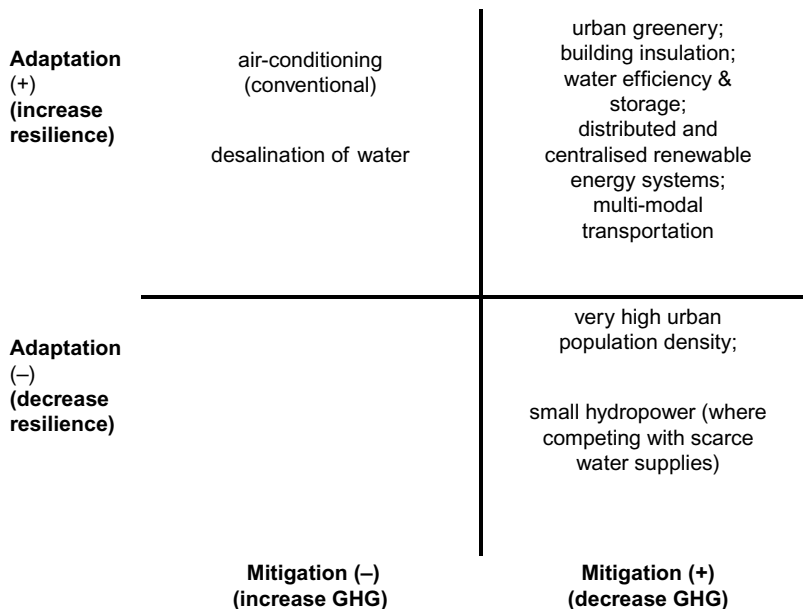 Adaptation
(+)
(increase
resilience)
air-conditioning
(conventional)
desalination of water
urban greenery;
building insulation;
water efficiency &
storage;
distributed and
centralised renewable
energy systems;
multi-modal
transportation
Adaptation
(–)
(decrease
resilience)
very high urban
population density;
small hydropower (where
competing with scarce
water supplies)
Mitigation (–)
(increase GHG)
Mitigation (+)
(decrease GHG)